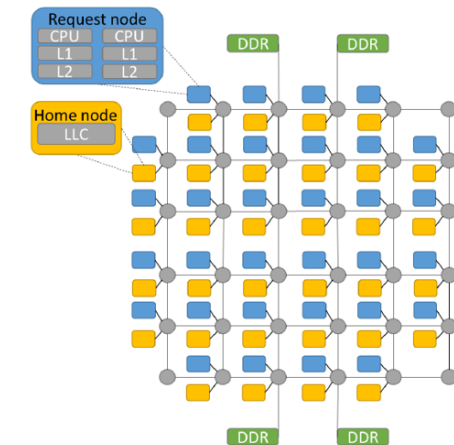 Request node
CPU CPU
L1 L1
L2 L2
DDR DDR
Home node
LLC
DDR DDR